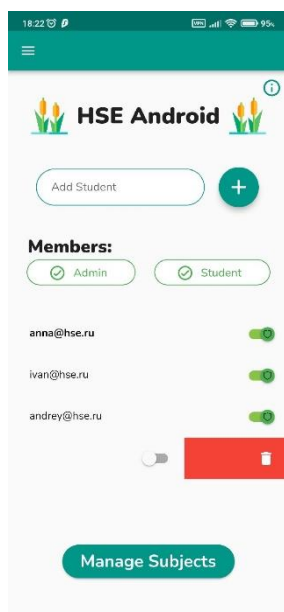 18:22 VPN 95%
HSE Android
Add Student +
Members:
Admin Student
anna@hse.ru
ivan@hse.ru
andrey@hse.ru
Manage Subjects